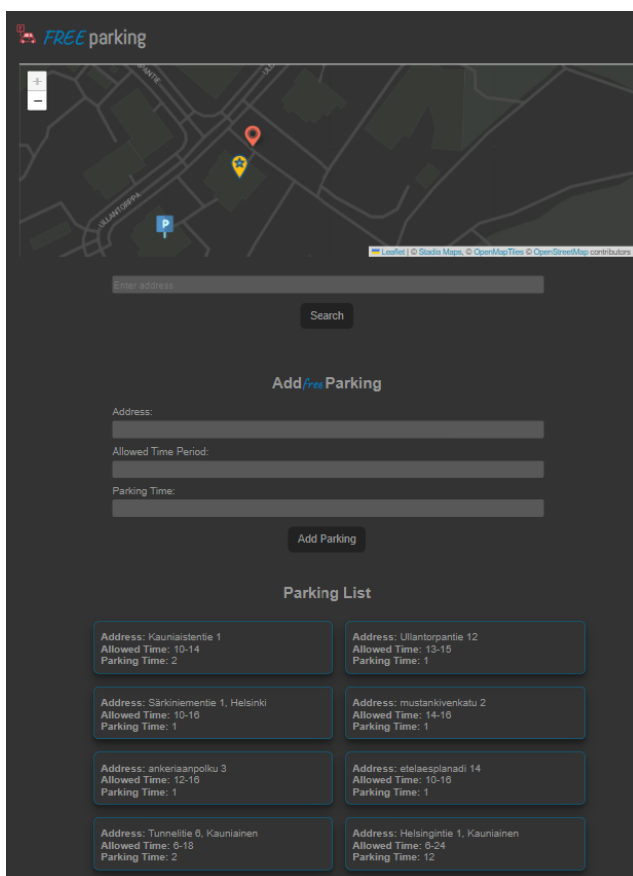 FREE parking
+
−
PANTIE
ULLANTORPPA
P
Leaflet | © Stadia Maps, © OpenMapTiles © OpenStreetMap contributors
Enter address
Search
Add free Parking
Address:
Allowed Time Period:
Parking Time:
Add Parking
Parking List
Address: Kauniaistentie 1
Allowed Time: 10-14
Parking Time: 2
Address: Ullantorpantie 12
Allowed Time: 13-15
Parking Time: 1
Address: Särkiniementie 1, Helsinki
Allowed Time: 10-16
Parking Time: 1
Address: mustankivenkatu 2
Allowed Time: 14-16
Parking Time: 1
Address: ankeriaanpolku 3
Allowed Time: 12-16
Parking Time: 1
Address: etelaesplanadi 14
Allowed Time: 10-16
Parking Time: 1
Address: Tunnelitie 6, Kauniainen
Allowed Time: 6-18
Parking Time: 2
Address: Helsingintie 1, Kauniainen
Allowed Time: 6-24
Parking Time: 12